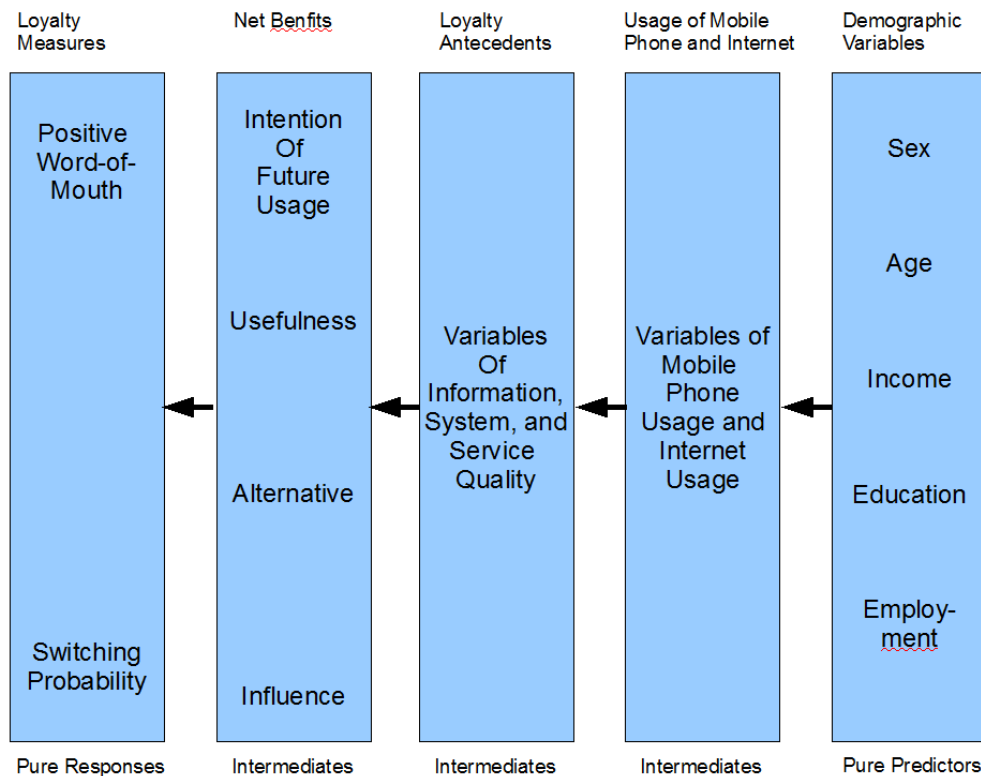 Loyalty
Measures
Net Benfits
Loyalty
Antecedents
Usage of Mobile
Phone and Internet
Demographic
Variables
Positive
Word-of-
Mouth
Switching
Probability
Intention
Of
Future
Usage
Usefulness
Alternative
Influence
Variables
Of
Information,
System, and
Service
Quality
Variables of
Mobile
Phone
Usage and
Internet
Usage
Sex
Age
Income
Education
Employ-
ment
Pure Responses
Intermediates
Intermediates
Intermediates
Pure Predictors